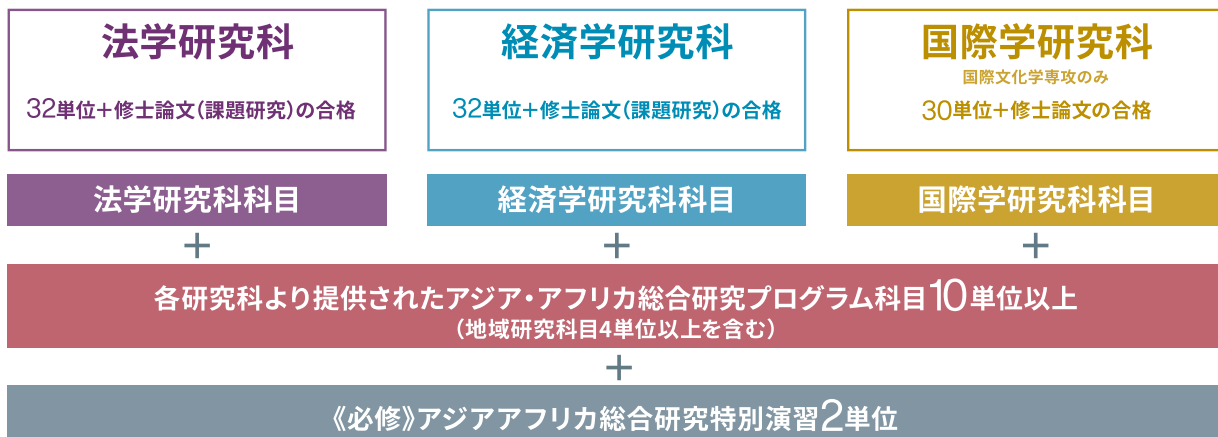 法学研究科
32単位＋修士論文（課題研究）の合格
経済学研究科
32単位＋修士論文（課題研究）の合格
国際学研究科
国際文化学専攻のみ
30単位＋修士論文の合格
法学研究科科目
経済学研究科科目
国際学研究科科目
＋
＋
＋
各研究科より提供されたアジア・アフリカ総合研究プログラム科目10単位以上
（地域研究科目4単位以上を含む）
＋
《必修》アジアアフリカ総合研究特別演習2単位